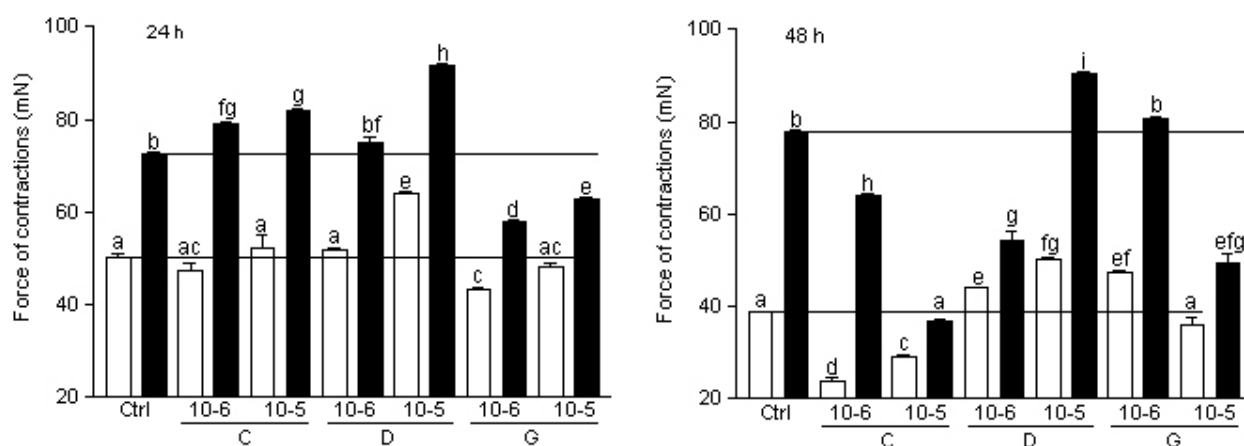 24 h
Force of contractions (mN)
100
80
60
40
20
a b ac fg a g a bf e h c d ac e
Ctrl 10-6 10-5 10-6 10-5 10-6 10-5
C D G
48 h
Force of contractions (mN)
100
80
60
40
20
a b d h c a e g fg i ef b a efg
Ctrl 10-6 10-5 10-6 10-5 10-6 10-5
C D G